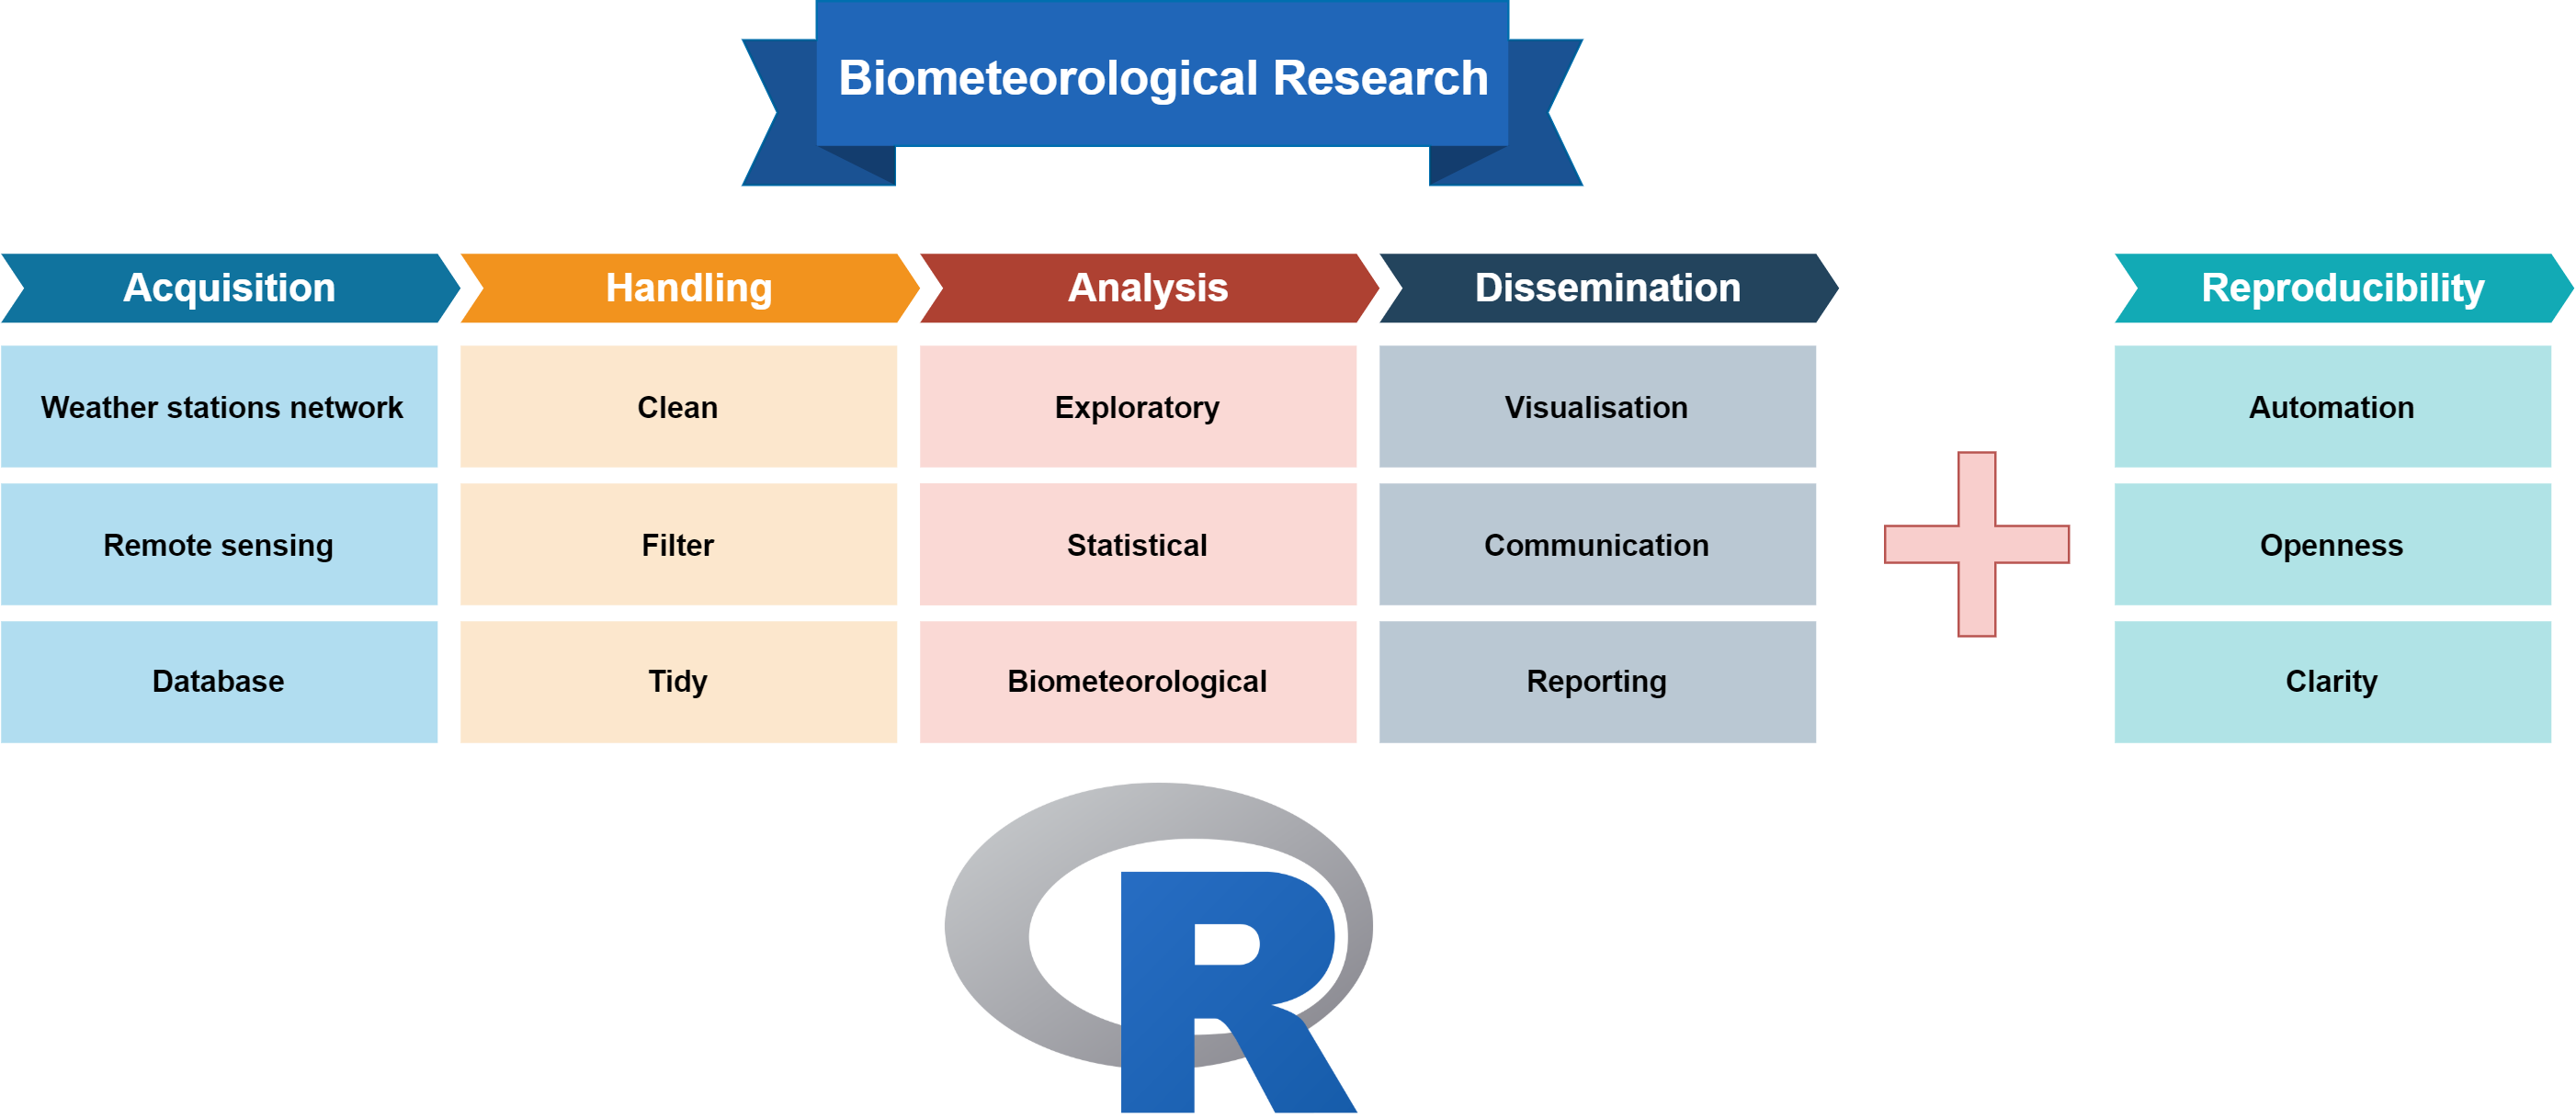 Biometeorological Research
Acquisition
Handling
Analysis
Dissemination
Reproducibility
Weather stations network
Clean
Exploratory
Visualisation
Automation
Remote sensing
Filter
Statistical
Communication
Openness
Database
Tidy
Biometeorological
Reporting
Clarity
R